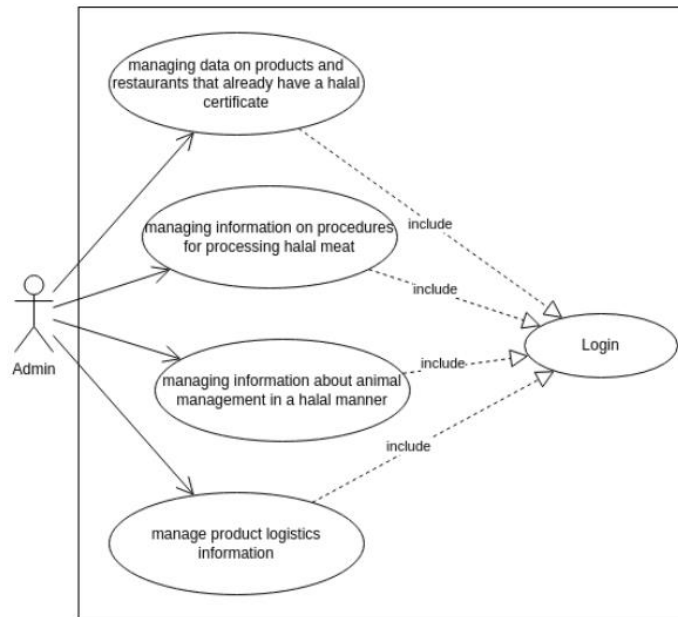 managing data on products and
restaurants that already have a halal
certificate
include
managing information on procedures
for processing halal meat
include
Login
Admin
include
managing information about animal
management in a halal manner
include
manage product logistics
information